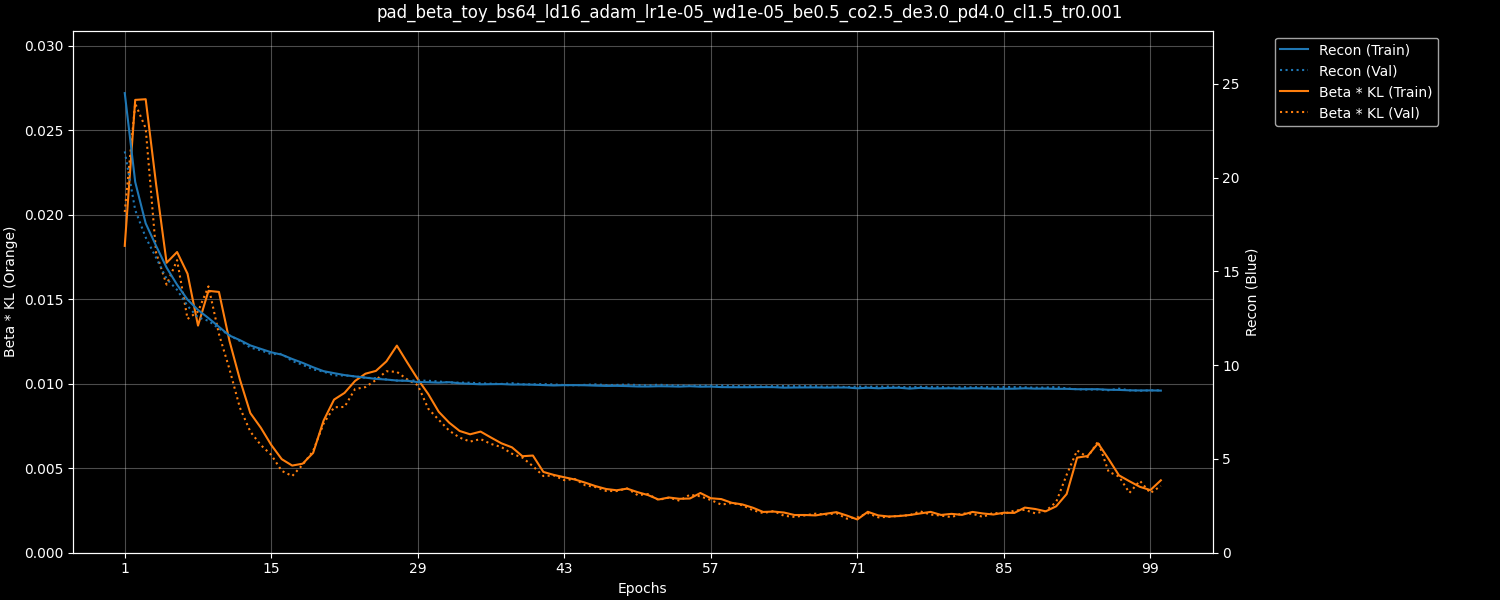 pad_beta_toy_bs64_ld16_adam_lr1e-05_wd1e-05_be0.5_co2.5_de3.0_pd4.0_cl1.5_tr0.001
Beta * KL (Orange)
0.030
0.025
0.020
0.015
0.010
0.005
0.000
1 15 29 43 57 71 85 99
Epochs
25
20
15
10
5
0
Recon (Blue)
Recon (Train)
Recon (Val)
Beta * KL (Train)
Beta * KL (Val)